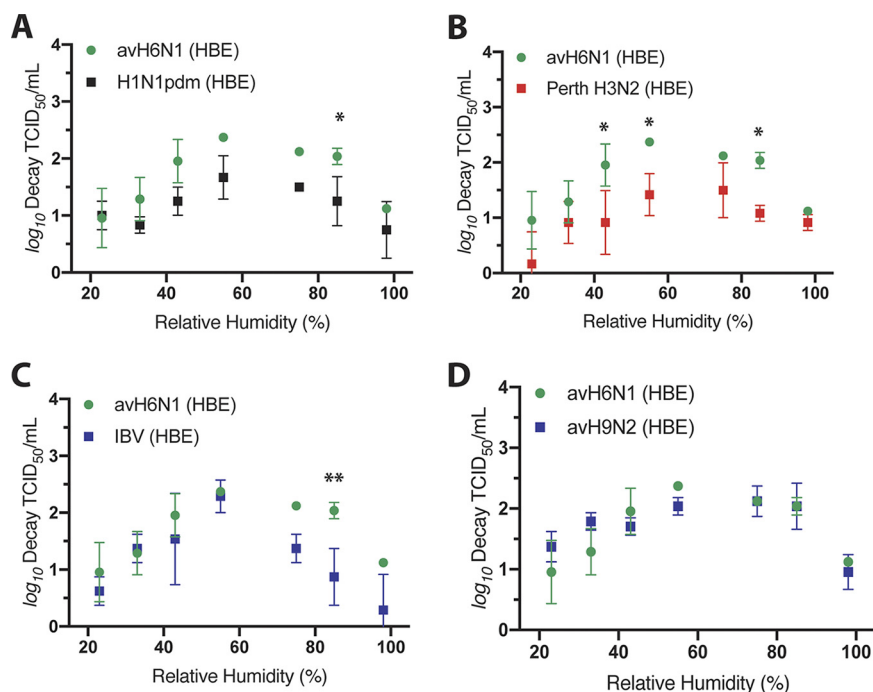 A
avH6N1 (HBE)
H1N1pdm (HBE)
log10 Decay TCID50/mL
4
3
2
1
0
*
20 40 60 80 100
Relative Humidity (%)
B
avH6N1 (HBE)
Perth H3N2 (HBE)
log10 Decay TCID50/mL
4
3
2
1
0
* * *
20 40 60 80 100
Relative Humidity (%)
C
avH6N1 (HBE)
IBV (HBE)
log10 Decay TCID50/mL
4
3
2
1
0
**
20 40 60 80 100
Relative Humidity (%)
D
avH6N1 (HBE)
avH9N2 (HBE)
log10 Decay TCID50/mL
4
3
2
1
0
20 40 60 80 100
Relative Humidity (%)